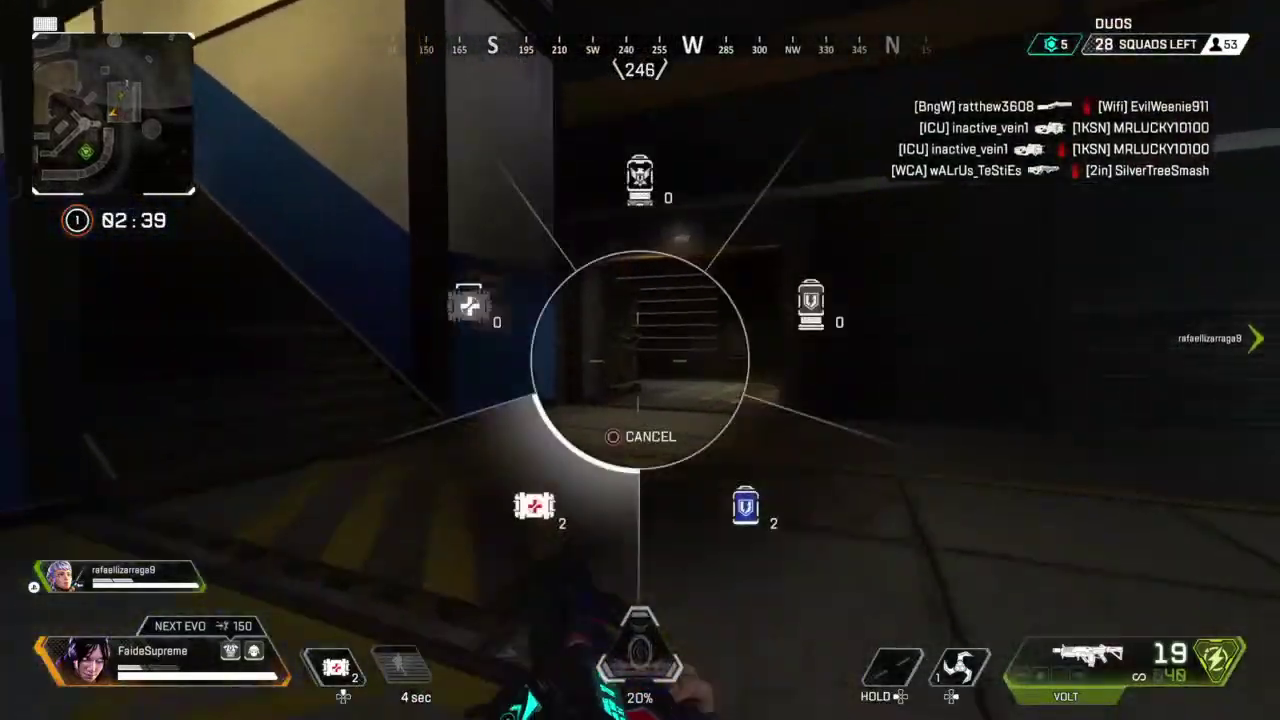 DUOS
5
28 SQUADS LEFT
53
150 165 S 195 210 SW 240 255 W 285 300 NW 330 345 N 15
246
[BngW] ratthew3608 [Wifi] EvilWeenie911
[ICU] inactive_vein1 [1KSN] MRLUCKY10100
[ICU] inactive_vein1 [1KSN] MRLUCKY10100
[WCA] wALrUs_TeStiEs [2in] SilverTreeSmash
1 02:39
0
0
0
rafaellizarraga9
CANCEL
2
2
rafaellizarraga9
NEXT EVO 150
FaideSupreme
2
4 sec
20%
HOLD
1
19
40
VOLT